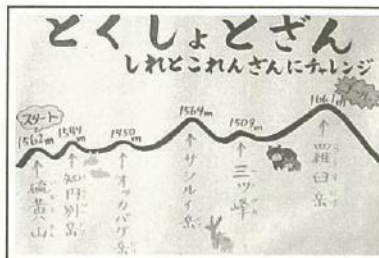 どくしょとざん
しれとこれんざんにチャレンジ
スタート
ゴール
1562m
硫黄山
1544m
知円別岳
1450m
オッカバケ岳
1564m
サシルイ岳
1509m
三ツ峰
1661m
羅臼岳